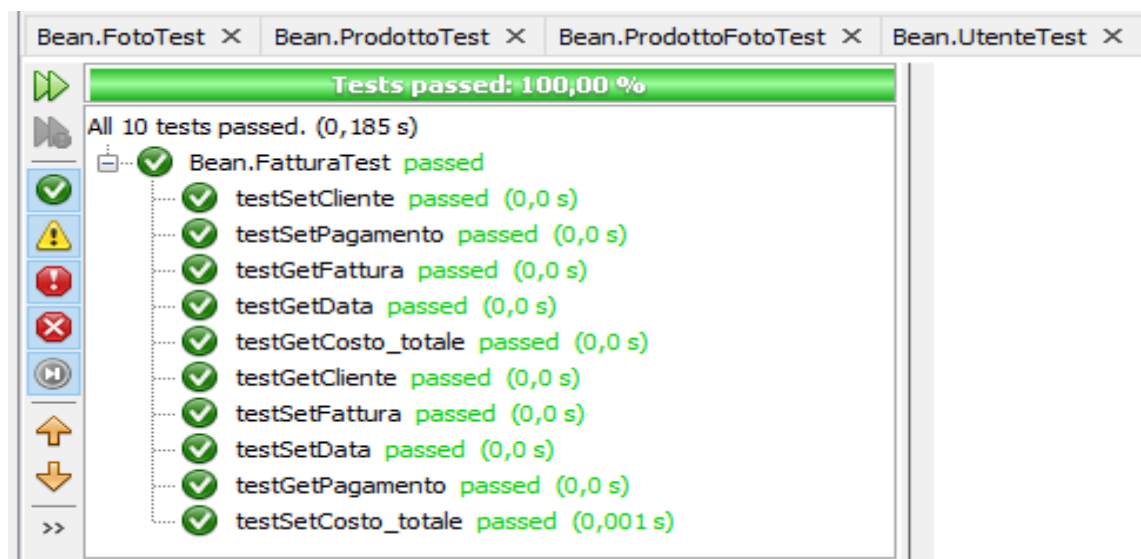 Bean.FotoTest Bean.ProdottoTest Bean.ProdottoFotoTest Bean.UtenteTest
Tests passed: 100,00 %
All 10 tests passed. (0,185 s)
Bean.FatturaTest passed
testSetCliente passed (0,0 s)
testSetPagamento passed (0,0 s)
testGetFattura passed (0,0 s)
testGetData passed (0,0 s)
testGetCosto_totale passed (0,0 s)
testGetCliente passed (0,0 s)
testSetFattura passed (0,0 s)
testSetData passed (0,0 s)
testGetPagamento passed (0,0 s)
testSetCosto_totale passed (0,001 s)
>>